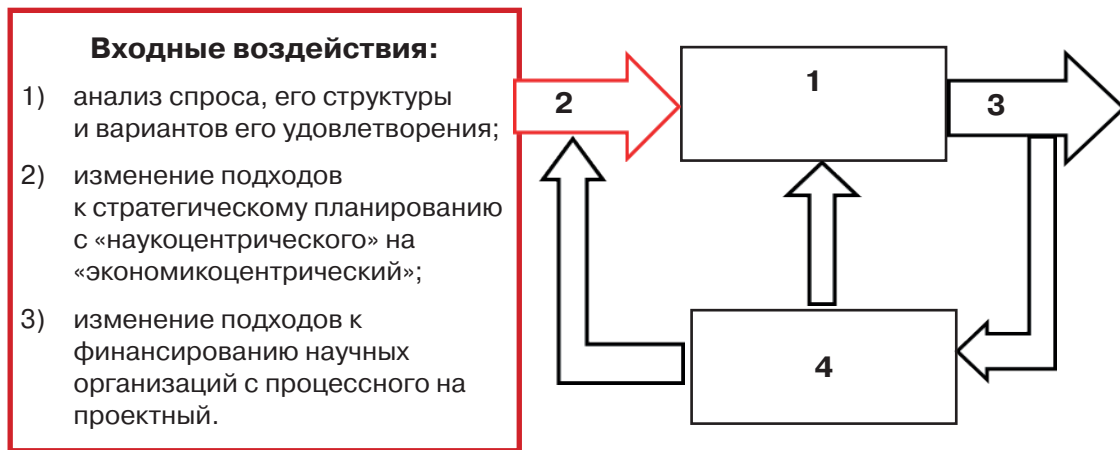 Входные воздействия:
1) анализ спроса, его структуры
и вариантов его удовлетворения;
2) изменение подходов
к стратегическому планированию
с «наукоцентрического» на
«экономикоцентрический»;
3) изменение подходов к
финансированию научных
организаций с процессного на
проектный.
2
1
3
4